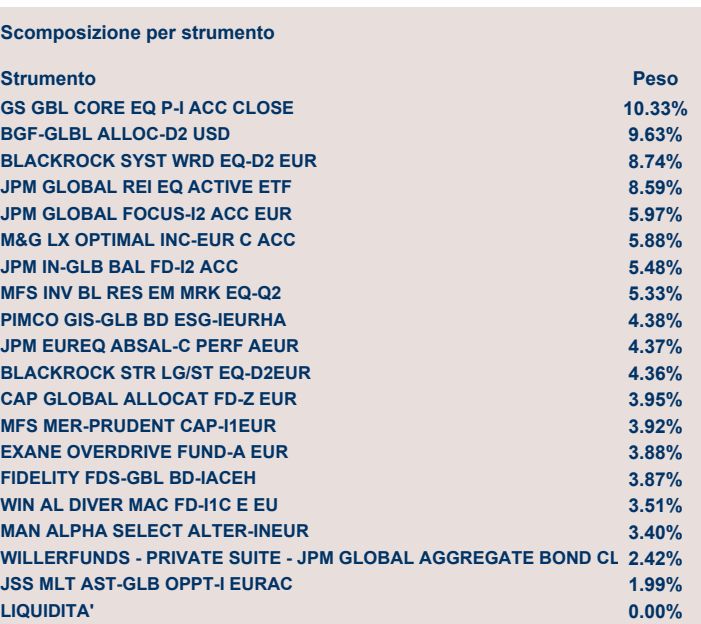 Scomposizione per strumento
Strumento Peso
GS GBL CORE EQ P-I ACC CLOSE 10.33%
BGF-GLBL ALLOC-D2 USD 9.63%
BLACKROCK SYST WRD EQ-D2 EUR 8.74%
JPM GLOBAL REI EQ ACTIVE ETF 8.59%
JPM GLOBAL FOCUS-I2 ACC EUR 5.97%
M&G LX OPTIMAL INC-EUR C ACC 5.88%
JPM IN-GLB BAL FD-I2 ACC 5.48%
MFS INV BL RES EM MRK EQ-Q2 5.33%
PIMCO GIS-GLB BD ESG-IEURHA 4.38%
JPM EUREQ ABSAL-C PERF AEUR 4.37%
BLACKROCK STR LG/ST EQ-D2EUR 4.36%
CAP GLOBAL ALLOCAT FD-Z EUR 3.95%
MFS MER-PRUDENT CAP-I1EUR 3.92%
EXANE OVERDRIVE FUND-A EUR 3.88%
FIDELITY FDS-GBL BD-IACEH 3.87%
WIN AL DIVER MAC FD-I1C E EU 3.51%
MAN ALPHA SELECT ALTER-INEUR 3.40%
WILLERFUNDS - PRIVATE SUITE - JPM GLOBAL AGGREGATE BOND CL 2.42%
JSS MLT AST-GLB OPPT-I EURAC 1.99%
LIQUIDITA' 0.00%